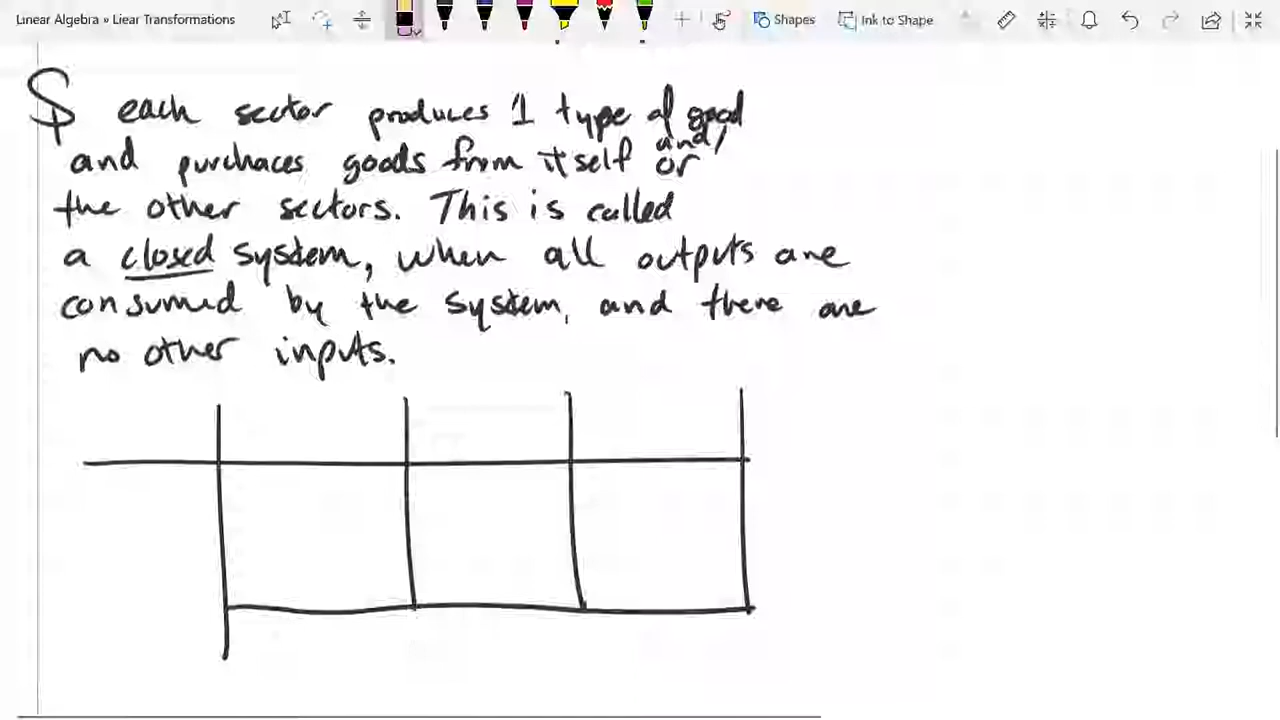 Linear Algebra » Liear Transformations
Shapes
Ink to Shape
each sector produces 1 type of good
and purchaces goods from itself and/or
the other sectors. This is called
a closed system, when all outputs are
consumed by the system, and there are
no other inputs.